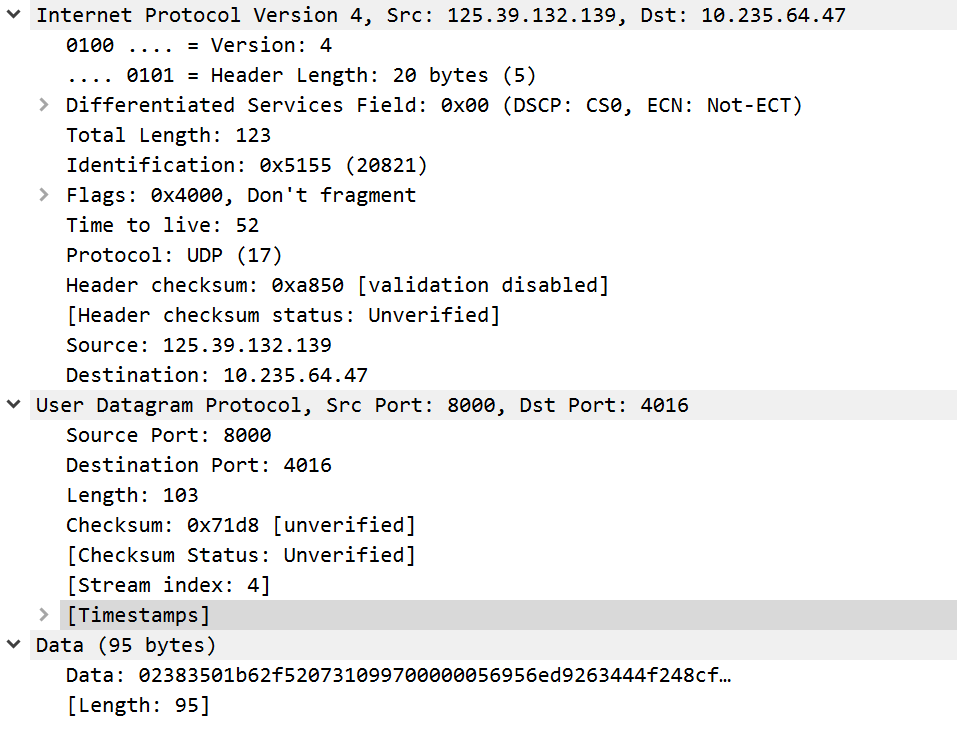 Internet Protocol Version 4, Src: 125.39.132.139, Dst: 10.235.64.47
0100 .... = Version: 4
.... 0101 = Header Length: 20 bytes (5)
Differentiated Services Field: 0x00 (DSCP: CS0, ECN: Not-ECT)
Total Length: 123
Identification: 0x5155 (20821)
Flags: 0x4000, Don't fragment
Time to live: 52
Protocol: UDP (17)
Header checksum: 0xa850 [validation disabled]
[Header checksum status: Unverified]
Source: 125.39.132.139
Destination: 10.235.64.47
User Datagram Protocol, Src Port: 8000, Dst Port: 4016
Source Port: 8000
Destination Port: 4016
Length: 103
Checksum: 0x71d8 [unverified]
[Checksum Status: Unverified]
[Stream index: 4]
[Timestamps]
Data (95 bytes)
Data: 02383501b62f520731099700000056956ed9263444f248cf…
[Length: 95]